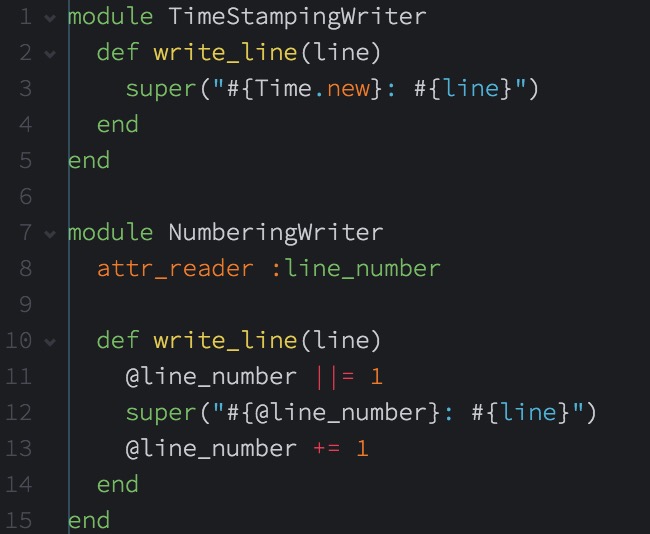 1 module TimeStampingWriter
2   def write_line(line)
3     super("#{Time.new}: #{line}")
4   end
5 end
6
7 module NumberingWriter
8   attr_reader :line_number
9
10   def write_line(line)
11     @line_number ||= 1
12     super("#{@line_number}: #{line}")
13     @line_number += 1
14   end
15 end